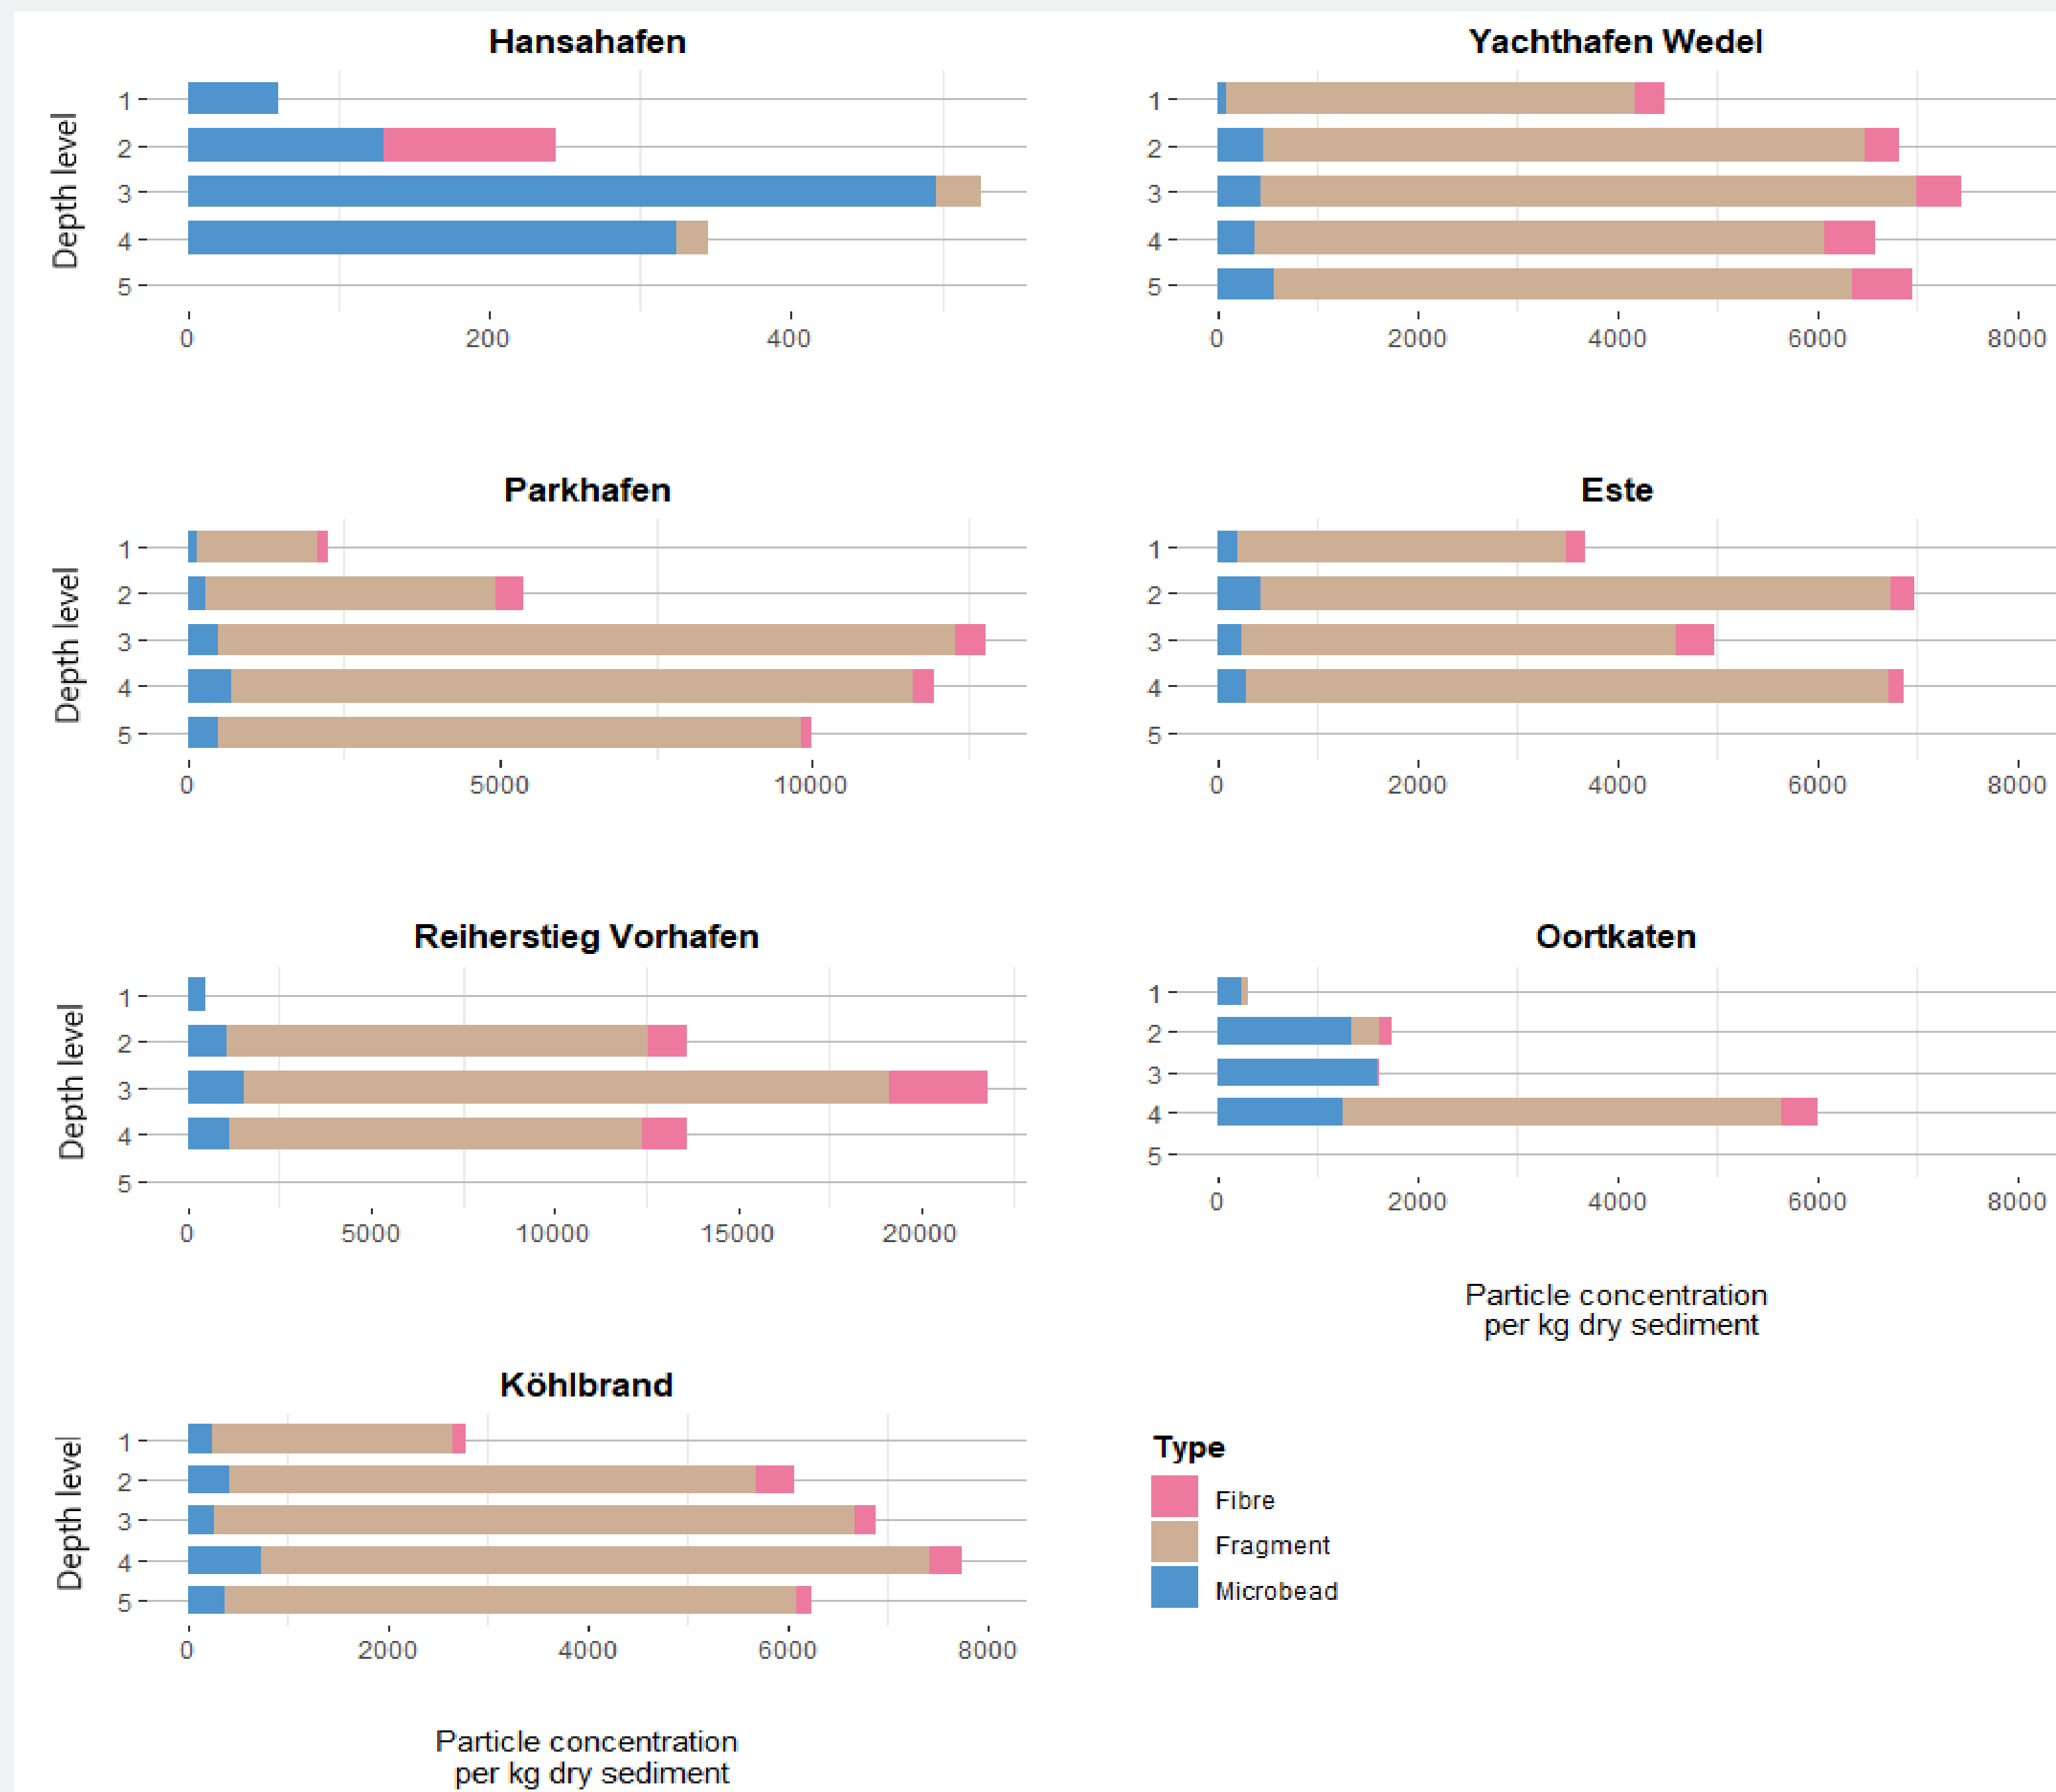 Hansahafen
Depth level
1
2
3
4
5
0 200 400
Yachthafen Wedel
1
2
3
4
5
0 2000 4000 6000 8000
Parkhafen
Depth level
1
2
3
4
5
0 5000 10000
Este
1
2
3
4
5
0 2000 4000 6000 8000
Reiherstieg Vorhafen
Depth level
1
2
3
4
5
0 5000 10000 15000 20000
Oortkaten
1
2
3
4
5
0 2000 4000 6000 8000
Particle concentration
per kg dry sediment
Köhlbrand
Depth level
1
2
3
4
5
0 2000 4000 6000 8000
Particle concentration
per kg dry sediment
Type
Fibre
Fragment
Microbead